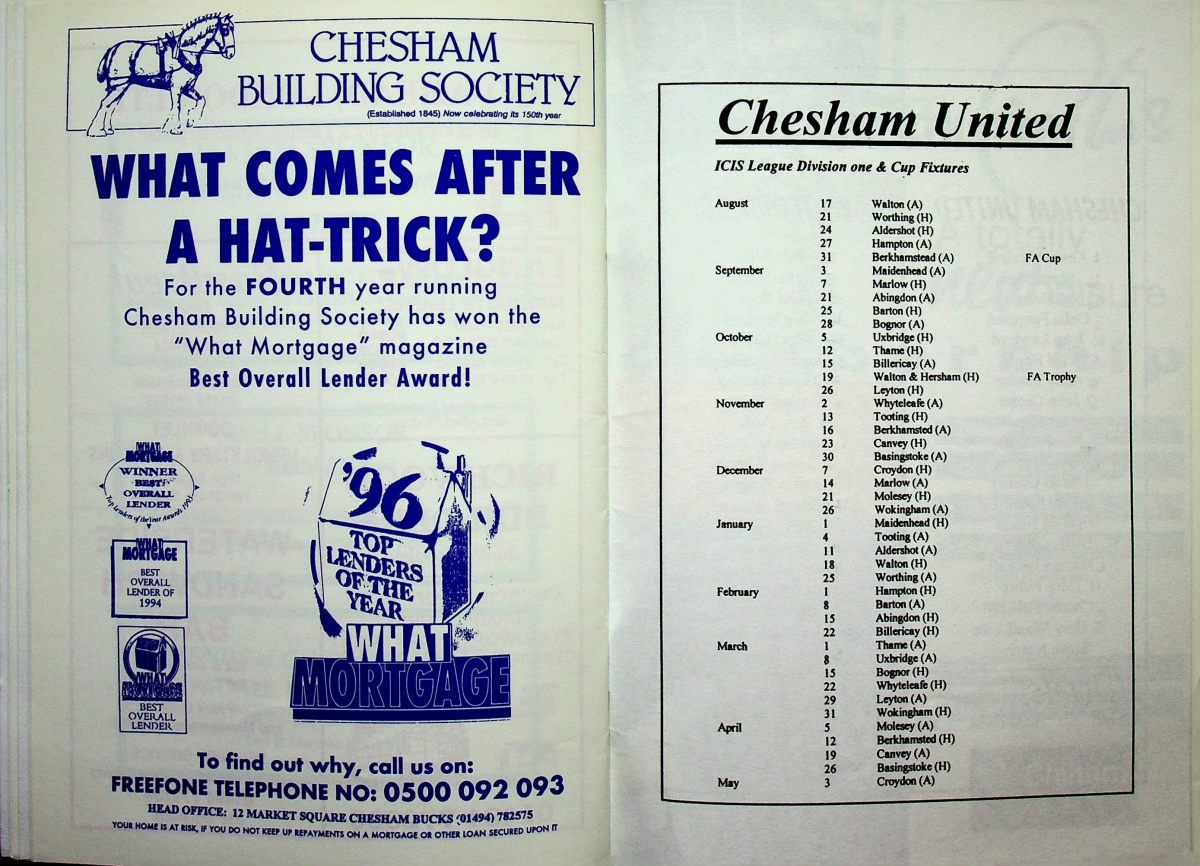 CHESHAM
BUILDING SOCIETY
(Established 1845) Now celebrating its 150th year
WHAT COMES AFTER
A HAT-TRICK?
For the FOURTH year running
Chesham Building Society has won the
"What Mortgage" magazine
Best Overall Lender Award!
WHAT
MORTGAGE
WINNER
BEST
OVERALL
LENDER
Top Lenders of the Year Awards 1993
WHAT
MORTGAGE
BEST
OVERALL
LENDER OF
1994
WHAT
MORTGAGE
BEST
OVERALL
LENDER
'96
TOP
LENDERS
OF THE
YEAR
WHAT
MORTGAGE
To find out why, call us on:
FREEFONE TELEPHONE NO: 0500 092 093
HEAD OFFICE: 12 MARKET SQUARE CHESHAM BUCKS (01494) 782575
YOUR HOME IS AT RISK, IF YOU DO NOT KEEP UP REPAYMENTS ON A MORTGAGE OR OTHER LOAN SECURED UPON IT
Chesham United
ICIS League Division one & Cup Fixtures
August 17 Walton (A)
21 Worthing (H)
24 Aldershot (H)
27 Hampton (A)
31 Berkhamstead (A) FA Cup
September 3 Maidenhead (A)
7 Marlow (H)
21 Abingdon (A)
25 Barton (H)
28 Bognor (A)
October 5 Uxbridge (H)
12 Thame (H)
15 Billericay (A)
19 Walton & Hersham (H) FA Trophy
26 Leyton (H)
November 2 Whyteleafe (A)
13 Tooting (H)
16 Berkhamsted (A)
23 Canvey (H)
30 Basingstoke (A)
December 7 Croydon (H)
14 Marlow (A)
21 Molesey (H)
26 Wokingham (A)
January 1 Maidenhead (H)
4 Tooting (A)
11 Aldershot (A)
18 Walton (H)
25 Worthing (A)
February 1 Hampton (H)
8 Barton (A)
15 Abingdon (H)
22 Billericay (H)
March 1 Thame (A)
8 Uxbridge (A)
15 Bognor (H)
22 Whyteleafe (H)
29 Leyton (A)
31 Wokingham (H)
April 5 Molesey (A)
12 Berkhamsted (H)
19 Canvey (A)
26 Basingstoke (H)
May 3 Croydon (A)